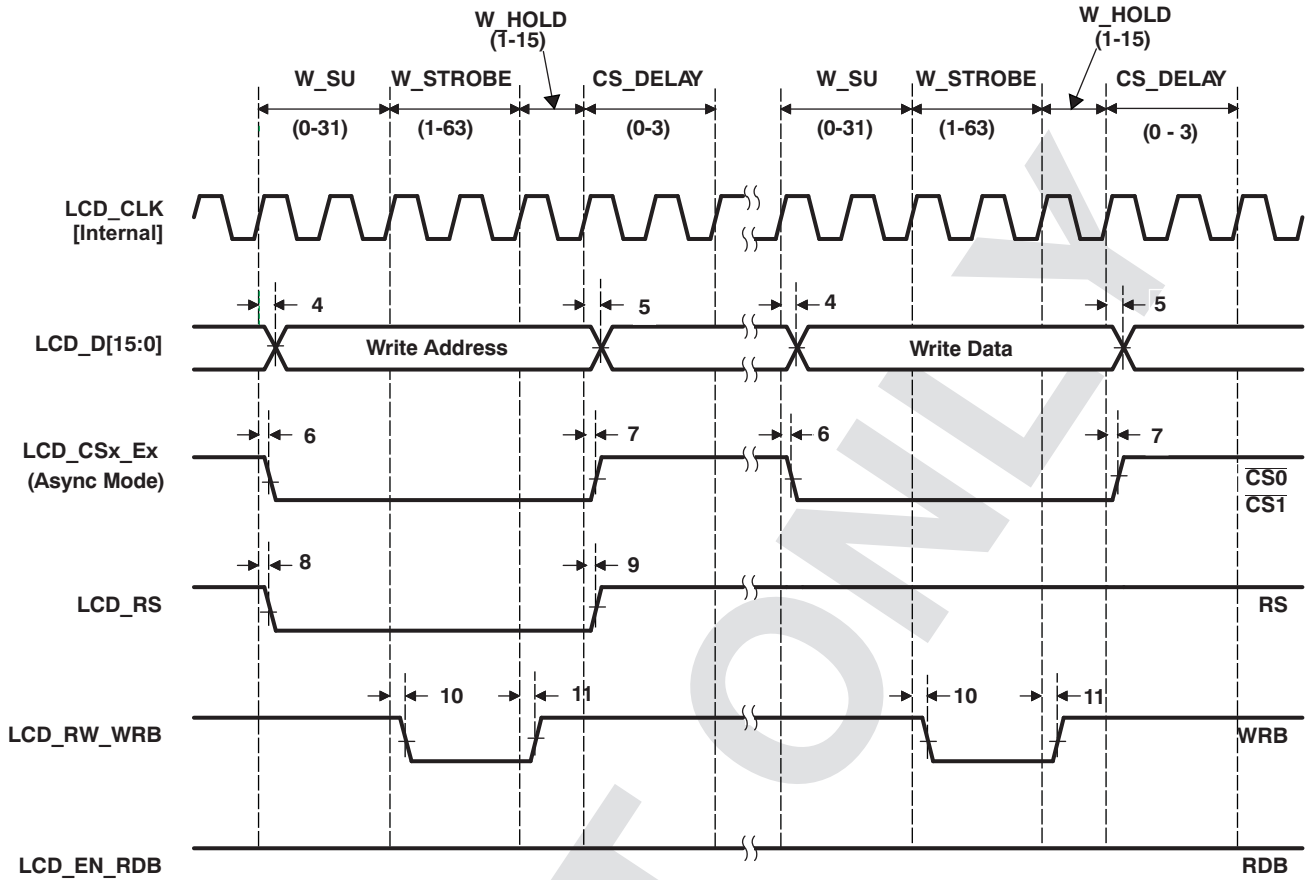 W_HOLD
(1-15)
W_HOLD
(1-15)
W_SU
W_STROBE
CS_DELAY
W_SU
W_STROBE
CS_DELAY
(0-31)
(1-63)
(0-3)
(0-31)
(1-63)
(0 - 3)
LCD_CLK
[Internal]
4
5
4
5
LCD_D[15:0]
Write Address
Write Data
6
7
6
7
LCD_CSx_Ex
(Async Mode)
CS0
CS1
8
9
LCD_RS
RS
10
11
10
11
LCD_RW_WRB
WRB
LCD_EN_RDB
RDB
T ONLY